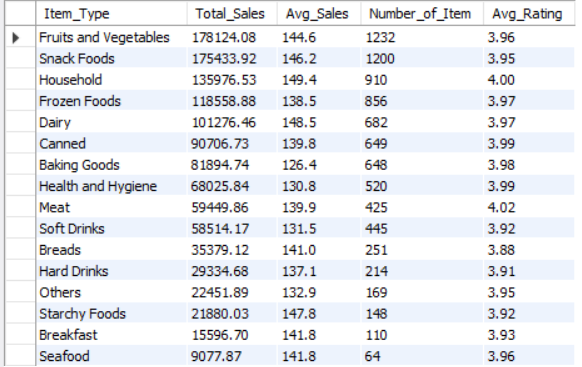 Item_Type Total_Sales Avg_Sales Number_of_Item Avg_Rating
Fruits and Vegetables 178124.08 144.6 1232 3.96
Snack Foods 175433.92 146.2 1200 3.95
Household 135976.53 149.4 910 4.00
Frozen Foods 118558.88 138.5 856 3.97
Dairy 101276.46 148.5 682 3.97
Canned 90706.73 139.8 649 3.99
Baking Goods 81894.74 126.4 648 3.98
Health and Hygiene 68025.84 130.8 520 3.99
Meat 59449.86 139.9 425 4.02
Soft Drinks 58514.17 131.5 445 3.92
Breads 35379.12 141.0 251 3.88
Hard Drinks 29334.68 137.1 214 3.91
Others 22451.89 132.9 169 3.95
Starchy Foods 21880.03 147.8 148 3.92
Breakfast 15596.70 141.8 110 3.93
Seafood 9077.87 141.8 64 3.96